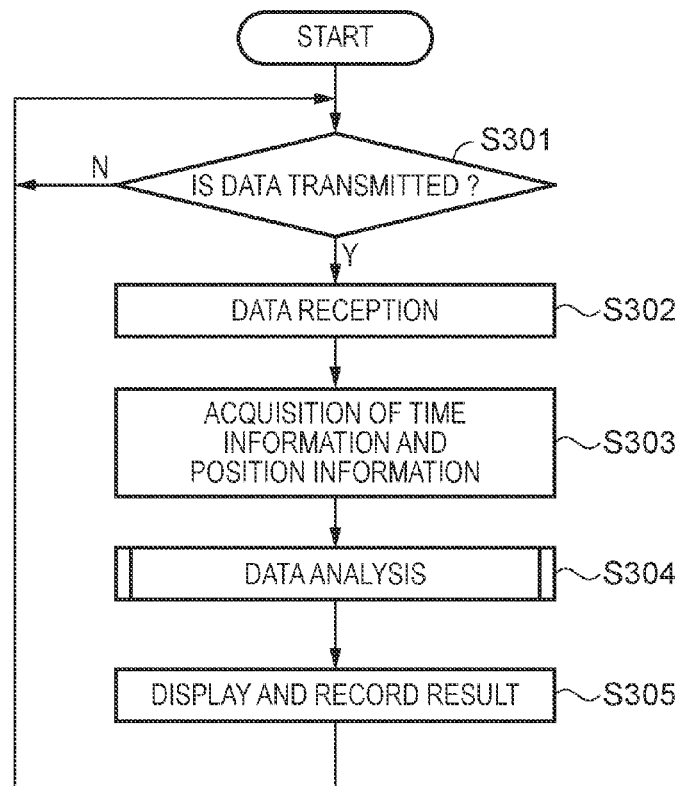 START
S301
N
IS DATA TRANSMITTED ?
Y
DATA RECEPTION
S302
ACQUISITION OF TIME
INFORMATION AND
POSITION INFORMATION
S303
DATA ANALYSIS
S304
DISPLAY AND RECORD RESULT
S305